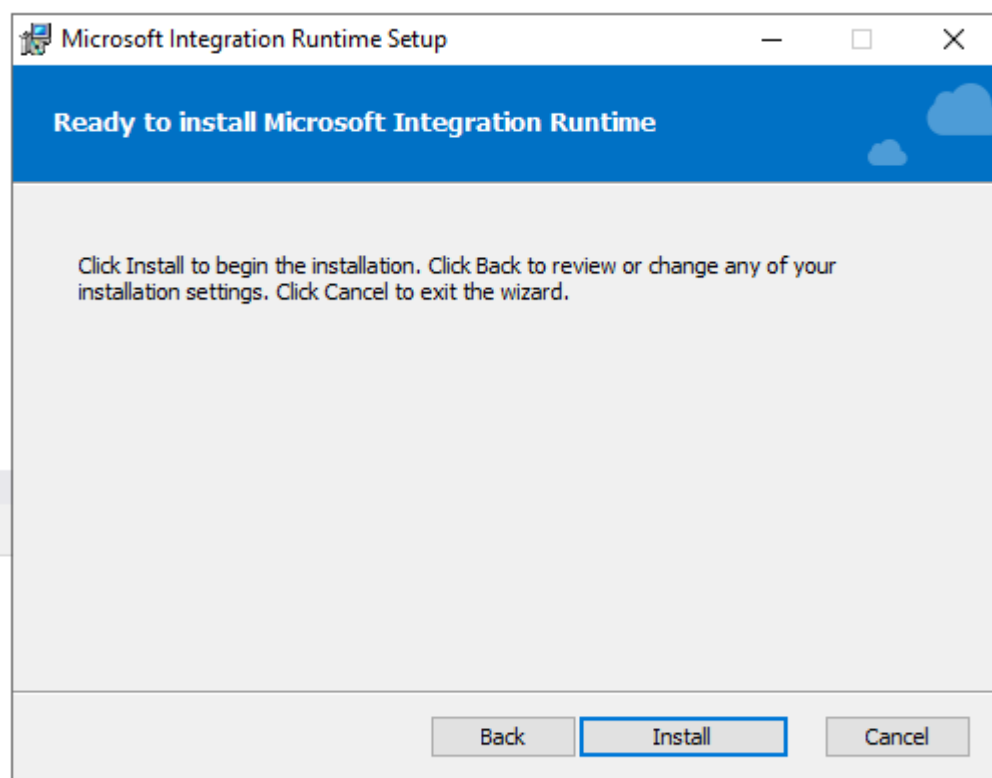 Microsoft Integration Runtime Setup
Ready to install Microsoft Integration Runtime
Click Install to begin the installation. Click Back to review or change any of your
installation settings. Click Cancel to exit the wizard.
Back Install Cancel